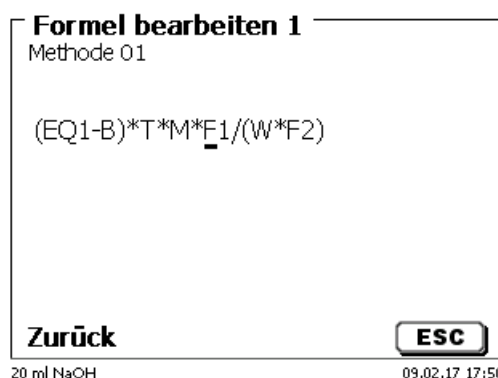 Formel bearbeiten 1
Methode 01
(EQ1-B)*T*M*F1/(W*F2)
Zurück
ESC
20 ml NaOH
09.02.17 17:50